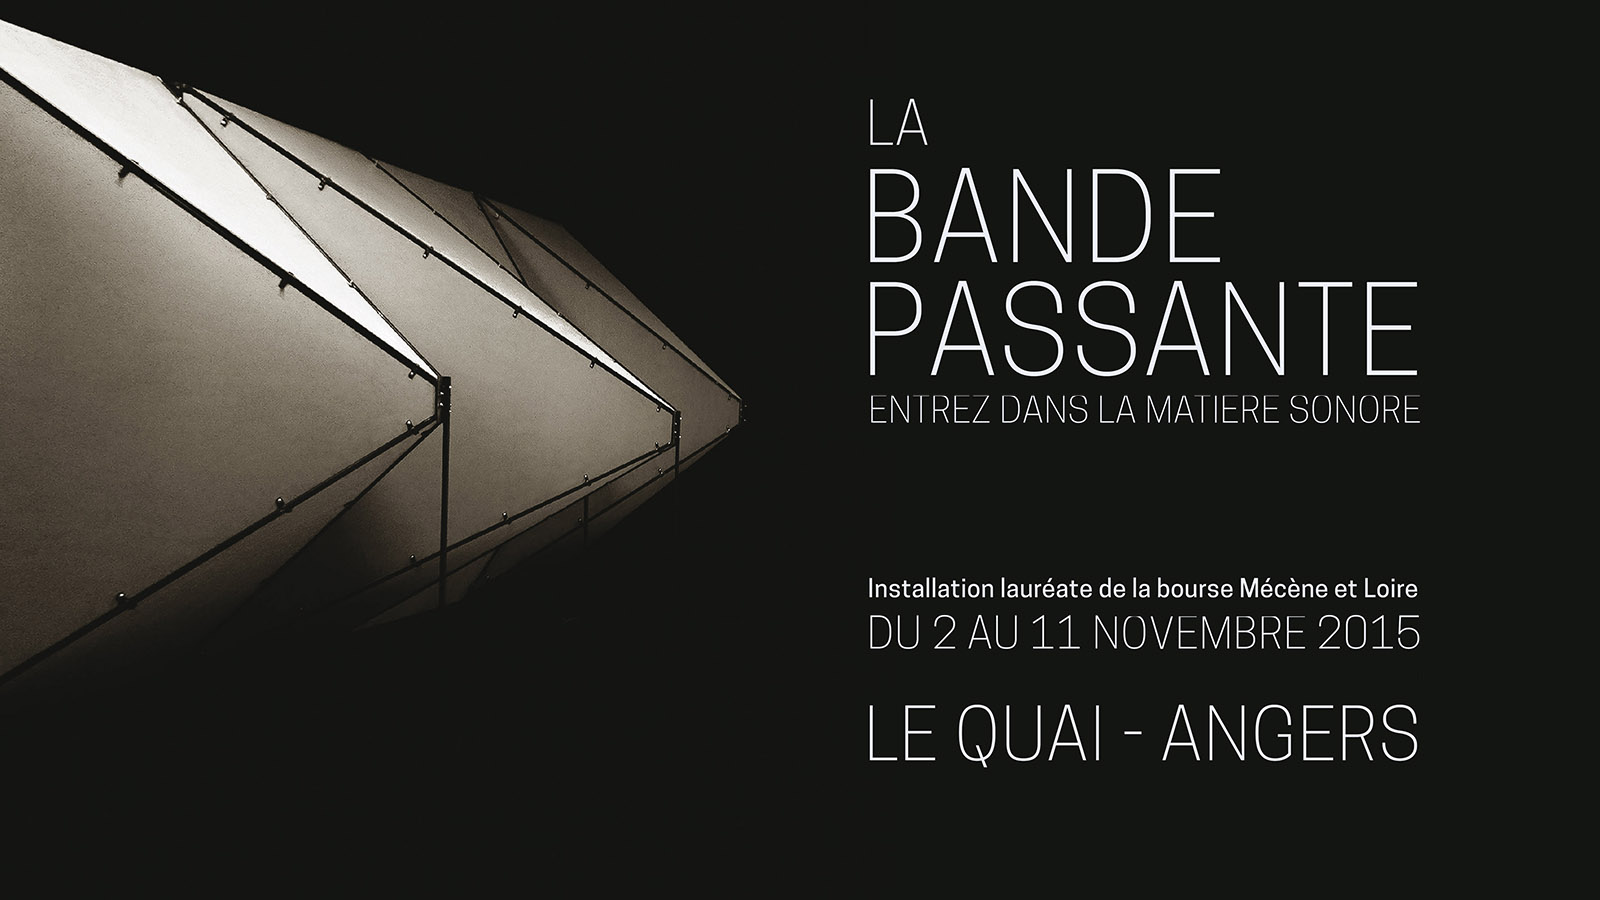 LA
BANDE
PASSANTE
ENTREZ DANS LA MATIERE SONORE
Installation lauréate de la bourse Mécène et Loire
DU 2 AU 11 NOVEMBRE 2015
LE QUAI - ANGERS